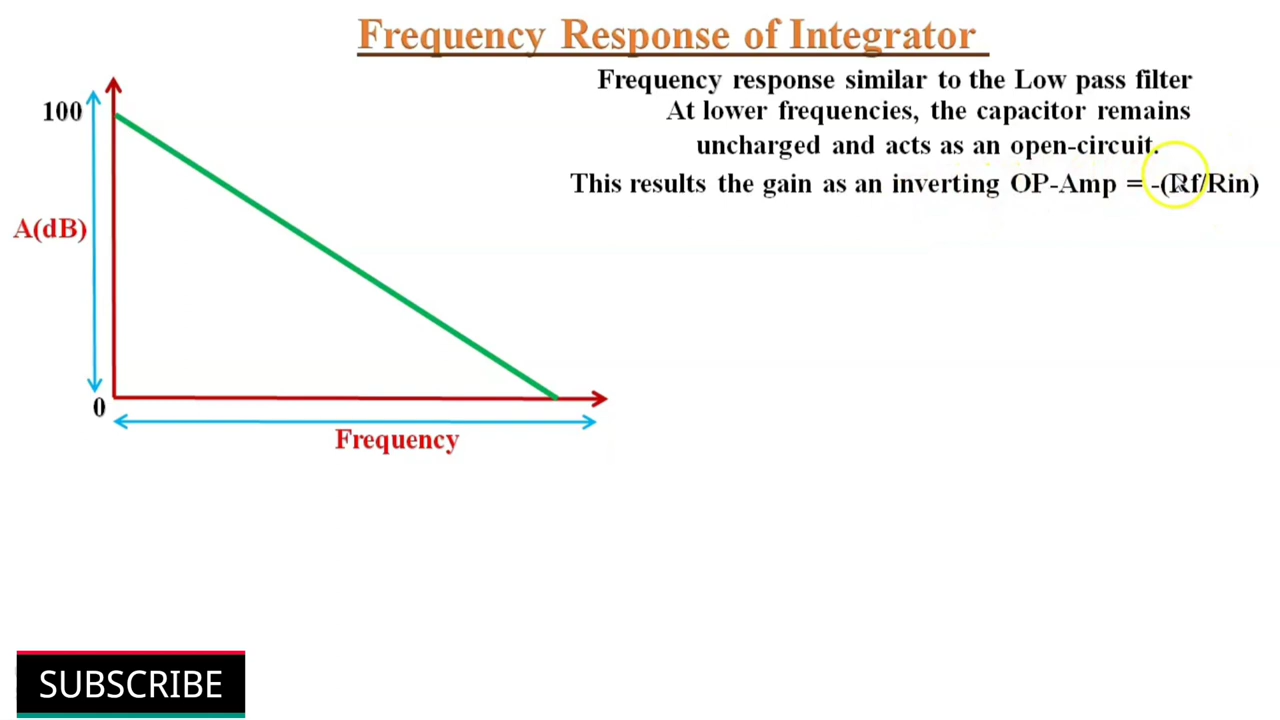 Frequency Response of Integrator
Frequency response similar to the Low pass filter
100
At lower frequencies, the capacitor remains
uncharged and acts as an open-circuit.
This results the gain as an inverting OP-Amp = -(Rf/Rin)
A(dB)
0
Frequency
SUBSCRIBE